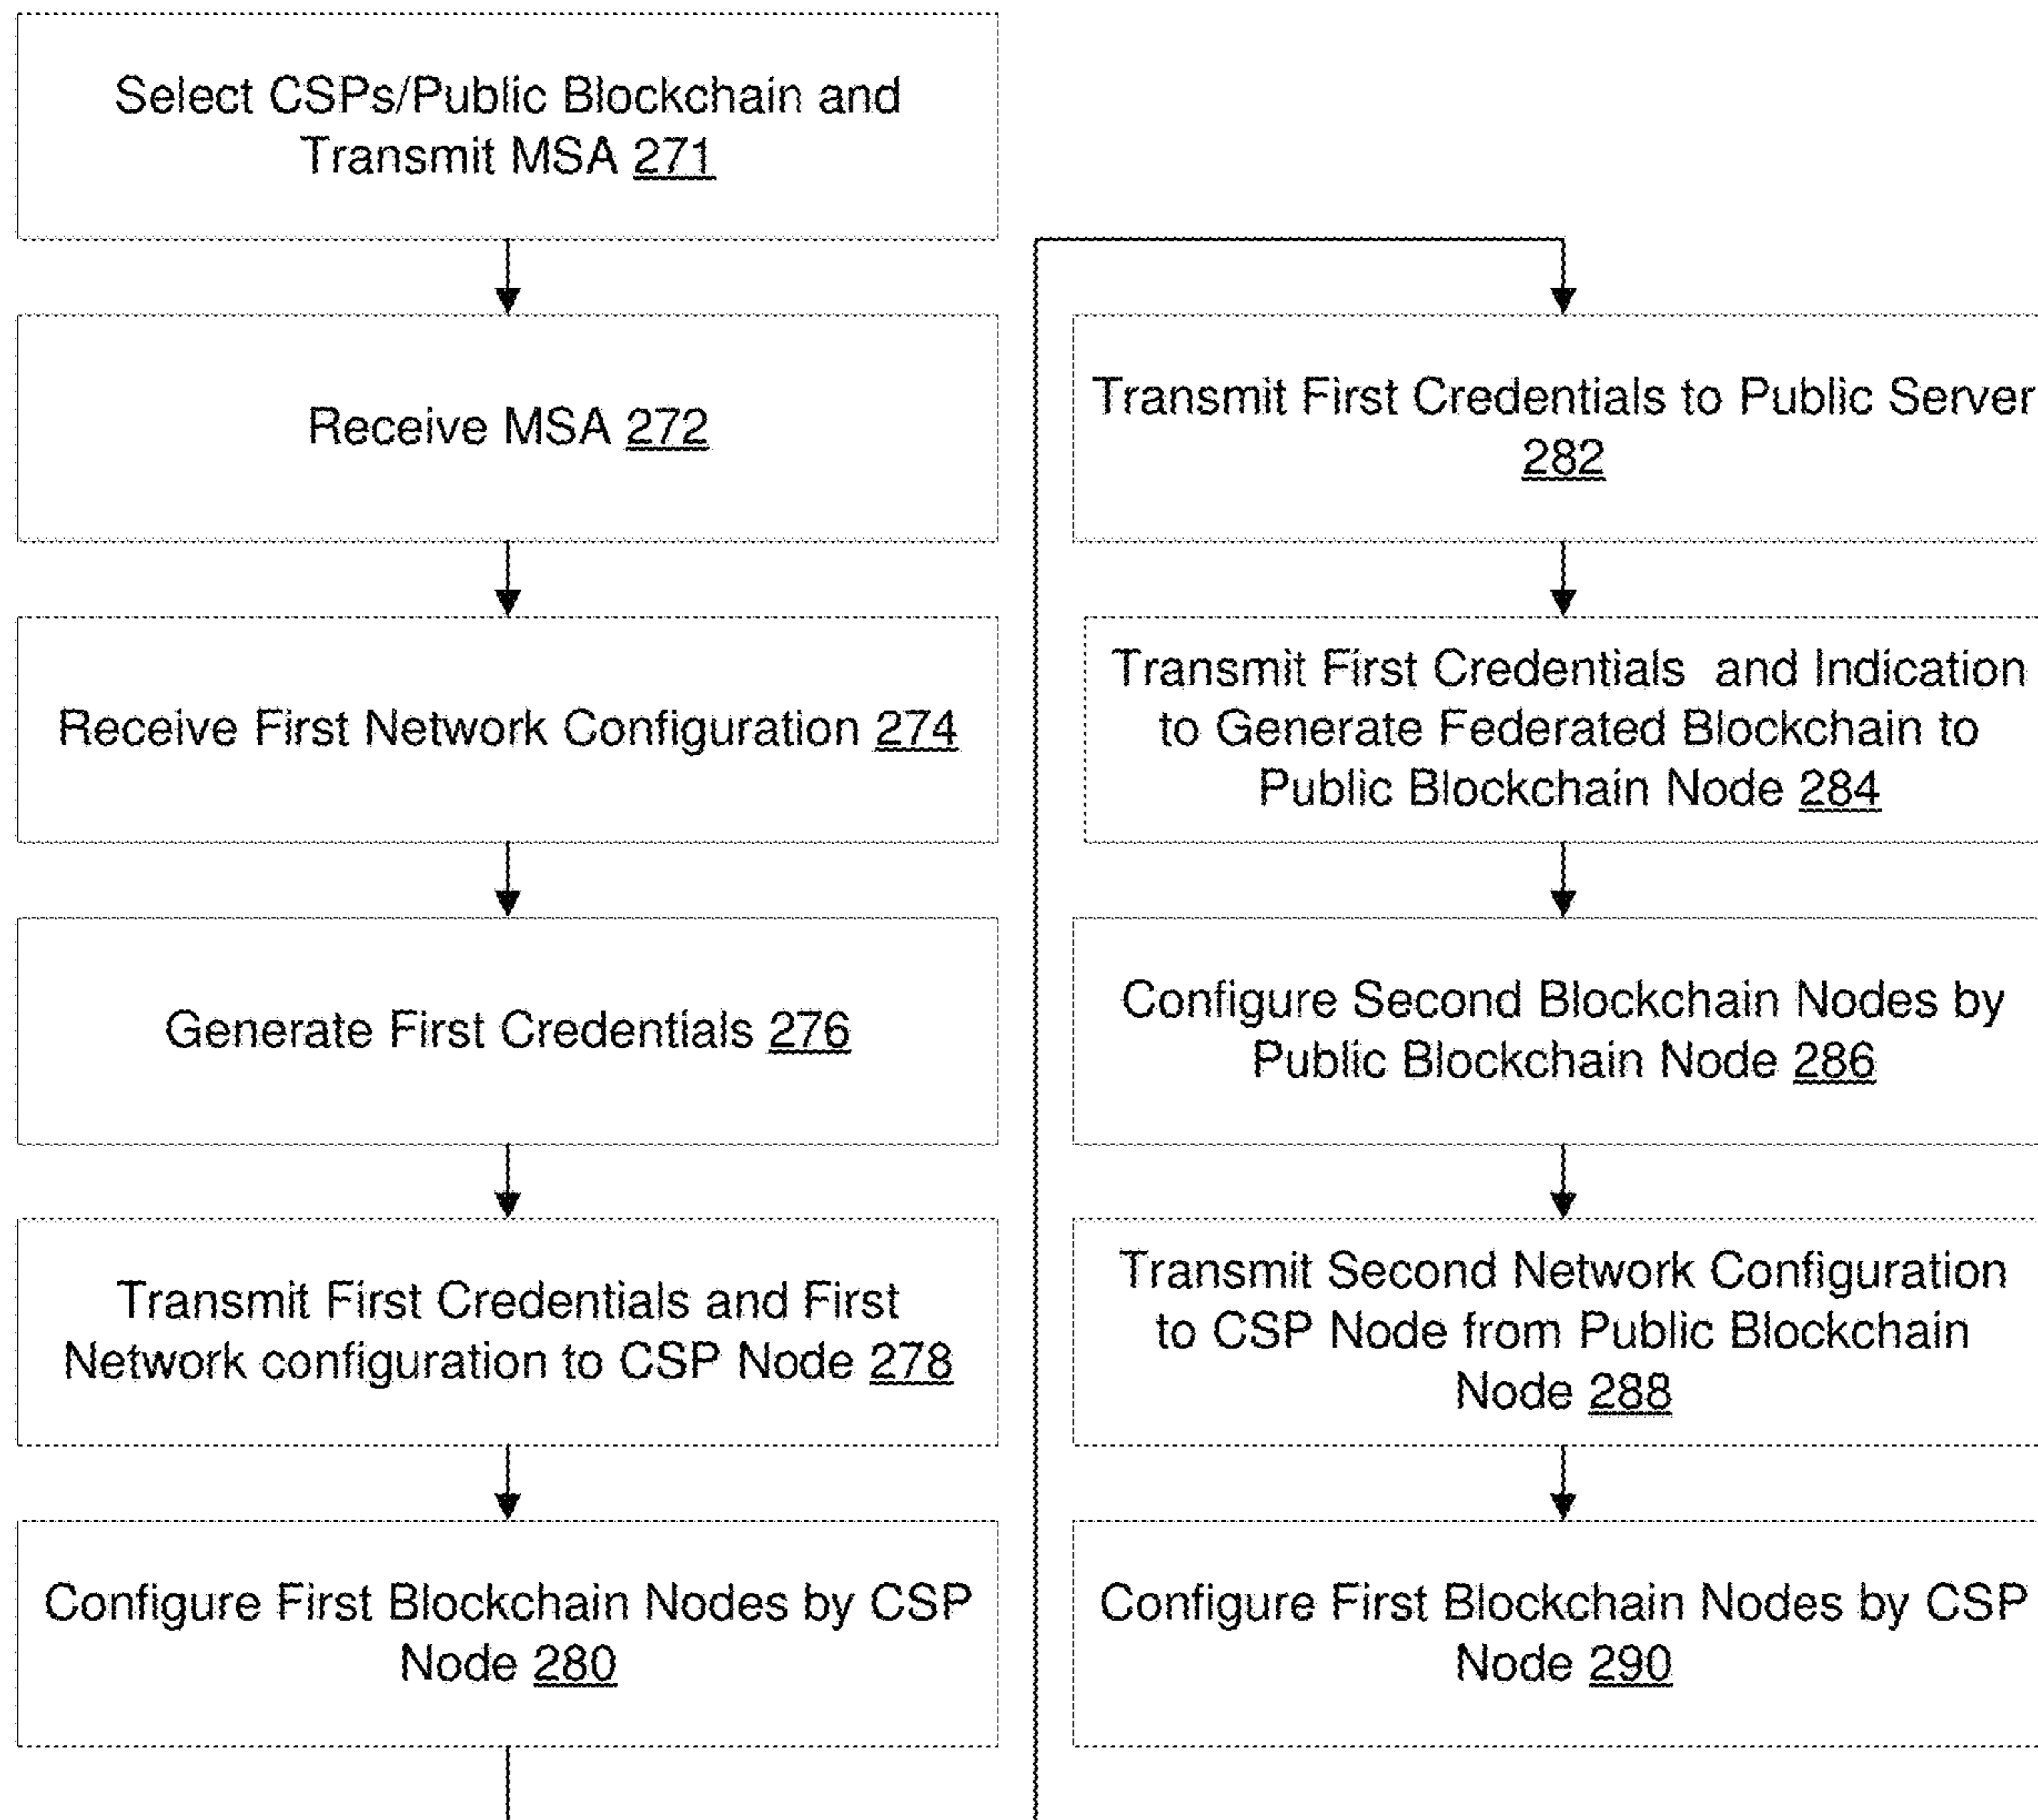 Select CSPs/Public Blockchain and
Transmit MSA 271
Receive MSA 272
Receive First Network Configuration 274
Generate First Credentials 276
Transmit First Credentials and First
Network configuration to CSP Node 278
Configure First Blockchain Nodes by CSP
Node 280
Transmit First Credentials to Public Server
282
Transmit First Credentials and Indication
to Generate Federated Blockchain to
Public Blockchain Node 284
Configure Second Blockchain Nodes by
Public Blockchain Node 286
Transmit Second Network Configuration
to CSP Node from Public Blockchain
Node 288
Configure First Blockchain Nodes by CSP
Node 290